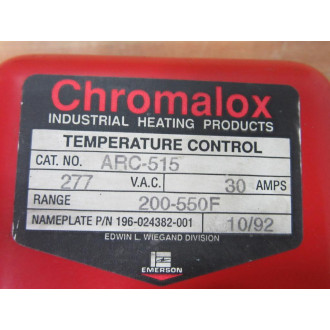 Chromalox
INDUSTRIAL HEATING PRODUCTS
TEMPERATURE CONTROL
CAT. NO. ARC-515
277 V.A.C. 30 AMPS
RANGE 200-550F
NAMEPLATE P/N 196-024382-001 10/92
EDWIN L. WIEGAND DIVISION
EMERSON